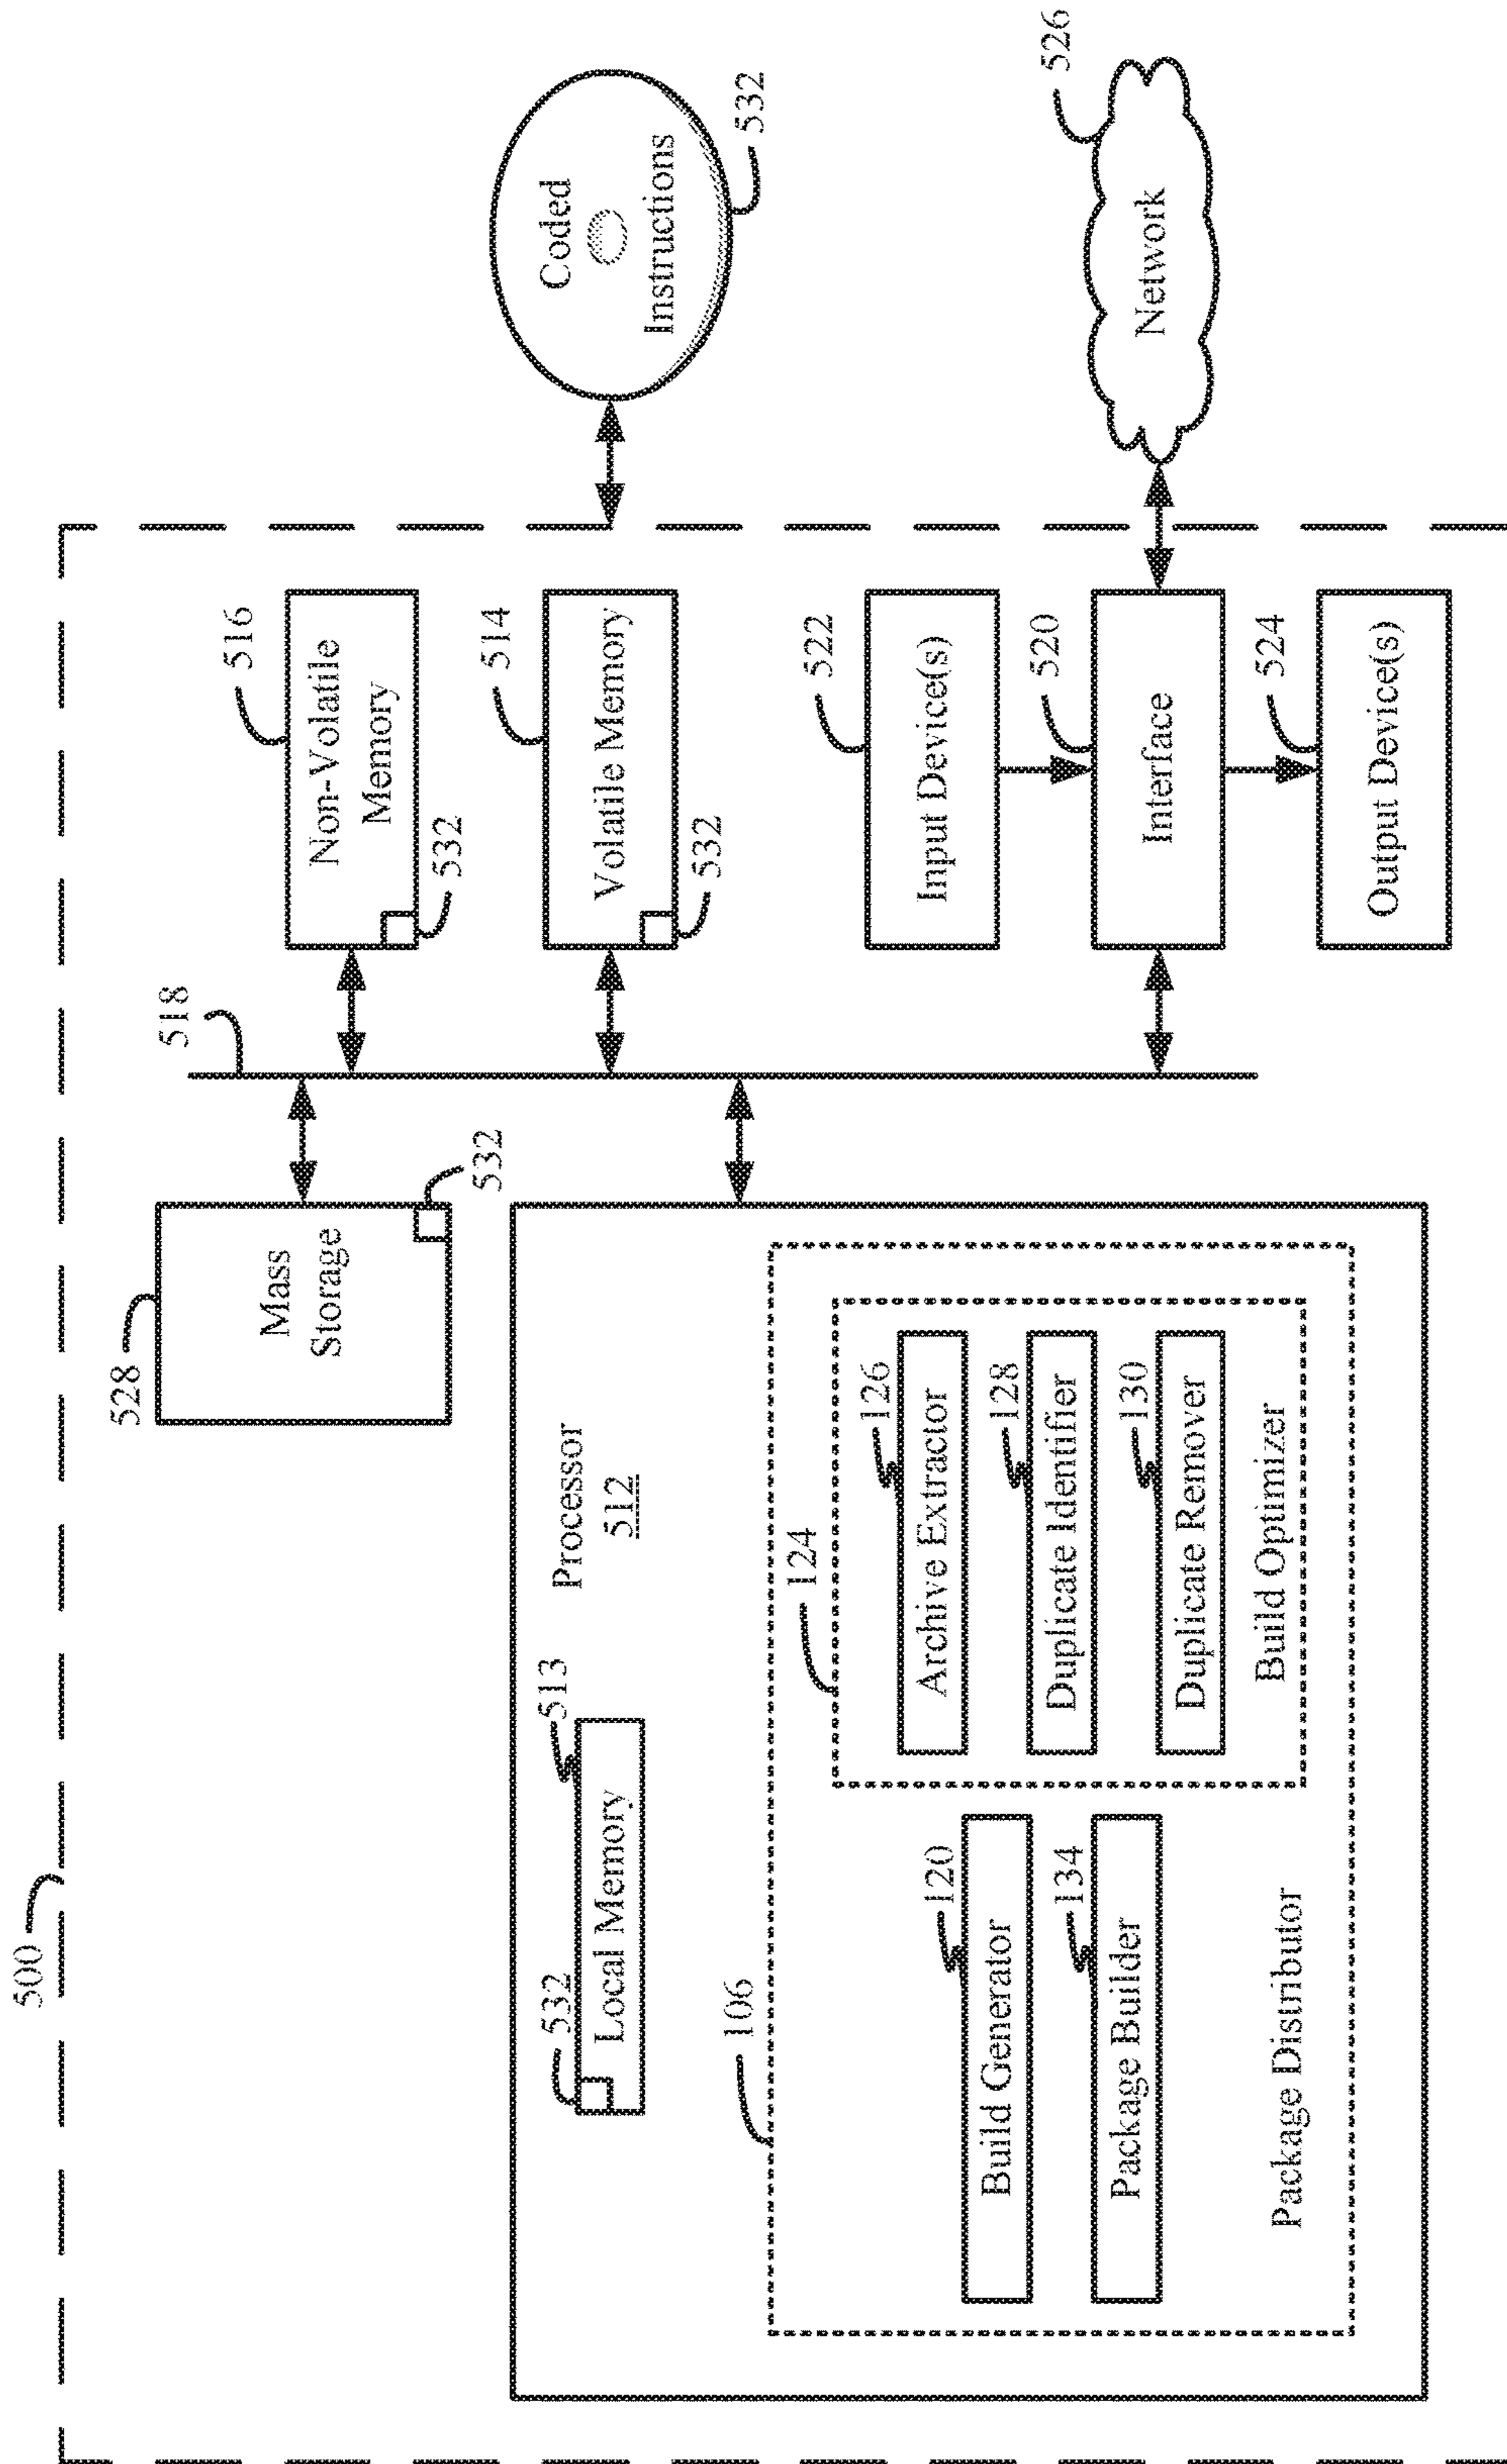 500
528
Mass
Storage
532
518
516
Non-Volatile
Memory
532
514
Volatile Memory
532
Coded
Instructions
532
Processor
512
532
513
Local Memory
106
124
120
Build Generator
134
Package Builder
Package Distributor
126
Archive Extractor
128
Duplicate Identifier
130
Duplicate Remover
Build Optimizer
522
Input Device(s)
520
Interface
524
Output Device(s)
526
Network